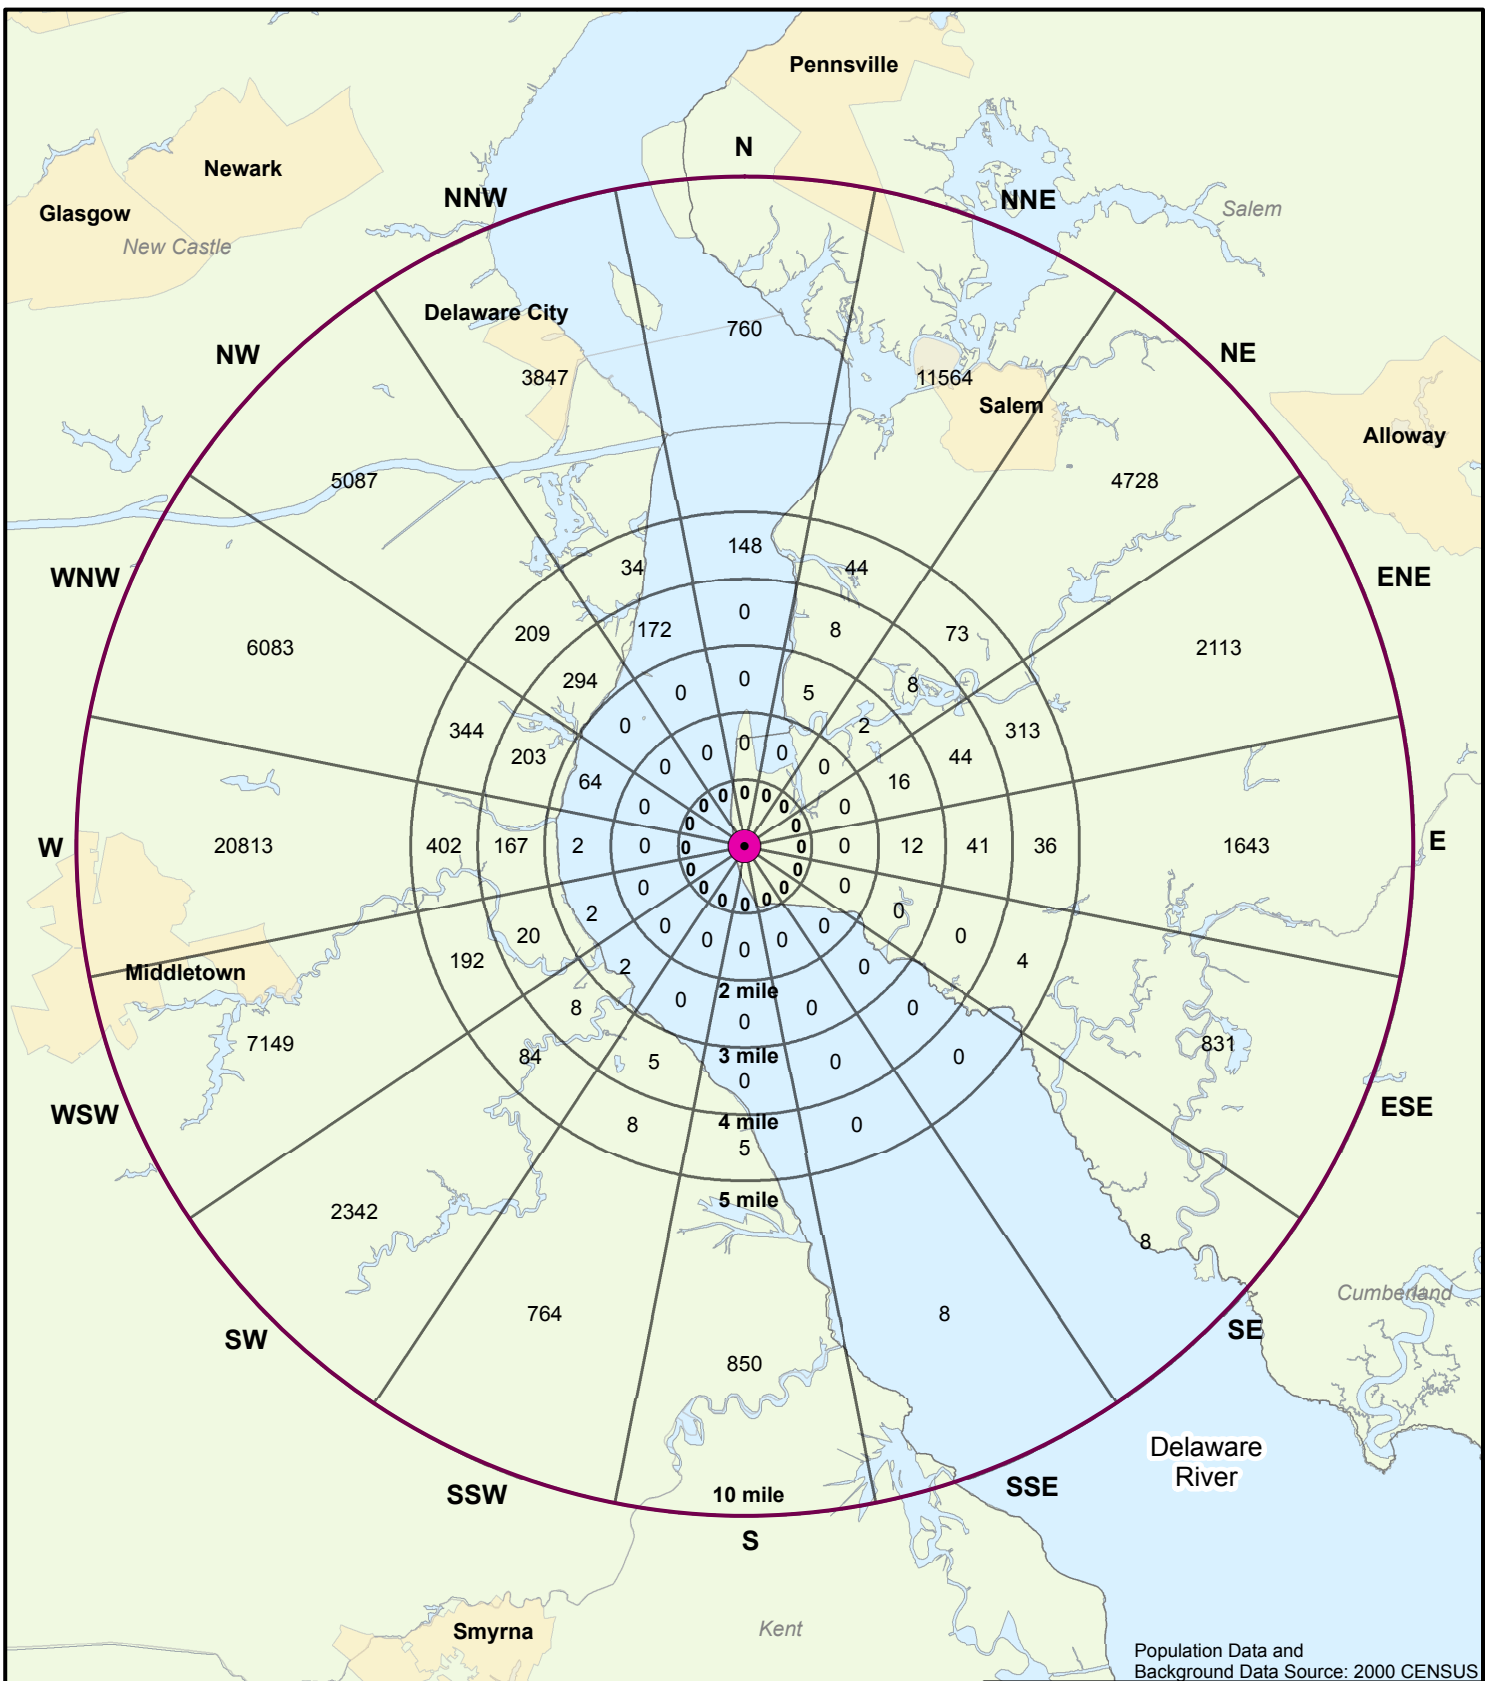 Pennsville
N
Newark
NNW
NNE
Glasgow
Salem
New Castle
Delaware City
760
NW
NE
3847
11564
Salem
Alloway
5087
4728
148
34
44
WNW
ENE
0
172
8
209
73
6083
2113
294
0
0
5
8
344
0
2
313
203
0
0
0
44
64
0
0
16
0
0
0
0
0
0
0
0
0
0
0
W
20813
402
167
2
0
0
0
0
12
41
36
1643
E
0
0
0
0
0
0
0
0
0
2
0
20
0
0
0
0
0
0
192
2
0
4
Middletown
0
2 mile
0
0
8
0
7149
84
5
3 mile
0
0
831
0
WSW
ESE
8
4 mile
0
5
5 mile
2342
8
764
8
Cumberland
SW
SE
850
Delaware
River
SSW
10 mile
SSE
S
Smyrna
Kent
Population Data and
Background Data Source: 2000 CENSUS